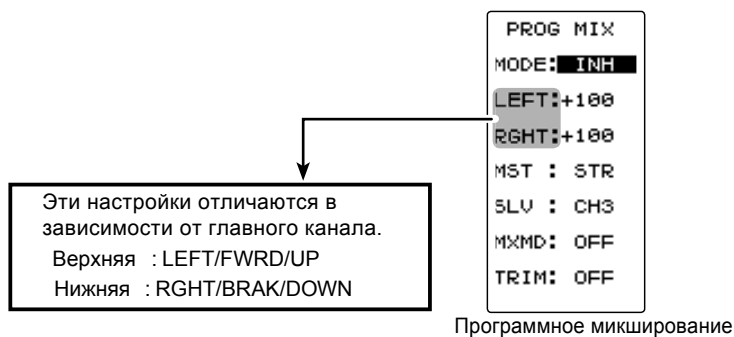 PROG MIX
MODE: INH
LEFT:+100
RGHT:+100
MST : STR
SLV : CH3
MXMD: OFF
TRIM: OFF
Эти настройки отличаются в
зависимости от главного канала.
Верхняя : LEFT/FWRD/UP
Нижняя : RGHT/BRAK/DOWN
Программное микширование